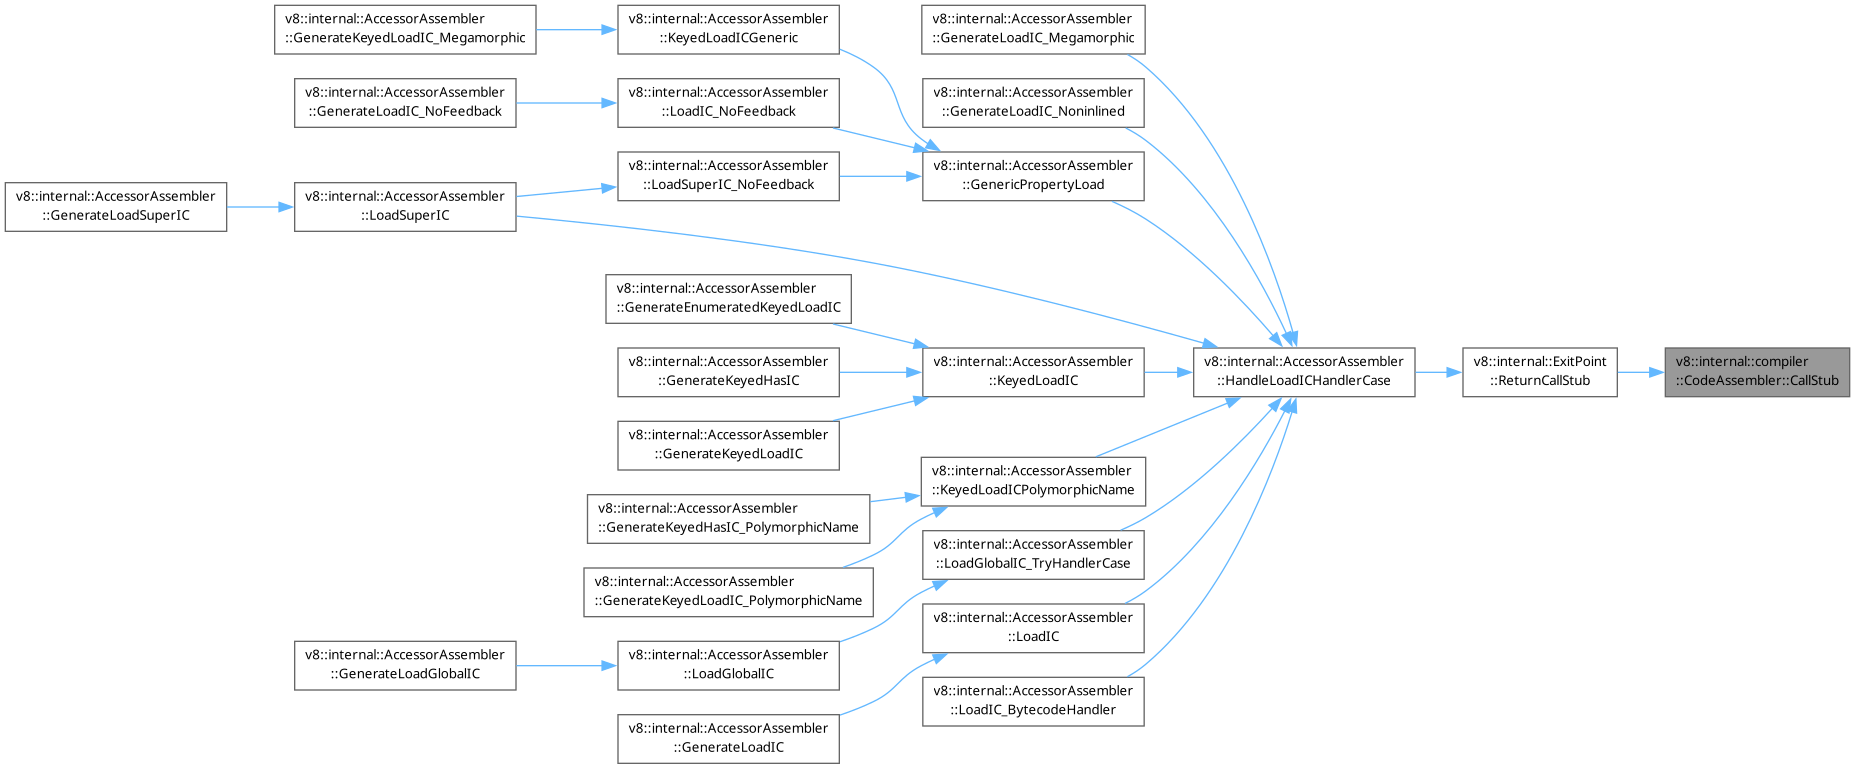 v8::internal::AccessorAssembler
::GenerateKeyedLoadIC_Megamorphic
v8::internal::AccessorAssembler
::KeyedLoadICGeneric
v8::internal::AccessorAssembler
::GenerateLoadIC_Megamorphic
v8::internal::AccessorAssembler
::GenerateLoadIC_NoFeedback
v8::internal::AccessorAssembler
::LoadIC_NoFeedback
v8::internal::AccessorAssembler
::GenerateLoadIC_Noninlined
v8::internal::AccessorAssembler
::GenerateLoadSuperIC
v8::internal::AccessorAssembler
::LoadSuperIC
v8::internal::AccessorAssembler
::LoadSuperIC_NoFeedback
v8::internal::AccessorAssembler
::GenericPropertyLoad
v8::internal::AccessorAssembler
::GenerateEnumeratedKeyedLoadIC
v8::internal::AccessorAssembler
::GenerateKeyedHasIC
v8::internal::AccessorAssembler
::KeyedLoadIC
v8::internal::AccessorAssembler
::HandleLoadICHandlerCase
v8::internal::ExitPoint
::ReturnCallStub
v8::internal::compiler
::CodeAssembler::CallStub
v8::internal::AccessorAssembler
::GenerateKeyedLoadIC
v8::internal::AccessorAssembler
::KeyedLoadICPolymorphicName
v8::internal::AccessorAssembler
::GenerateKeyedHasIC_PolymorphicName
v8::internal::AccessorAssembler
::LoadGlobalIC_TryHandlerCase
v8::internal::AccessorAssembler
::GenerateKeyedLoadIC_PolymorphicName
v8::internal::AccessorAssembler
::LoadIC
v8::internal::AccessorAssembler
::GenerateLoadGlobalIC
v8::internal::AccessorAssembler
::LoadGlobalIC
v8::internal::AccessorAssembler
::LoadIC_BytecodeHandler
v8::internal::AccessorAssembler
::GenerateLoadIC